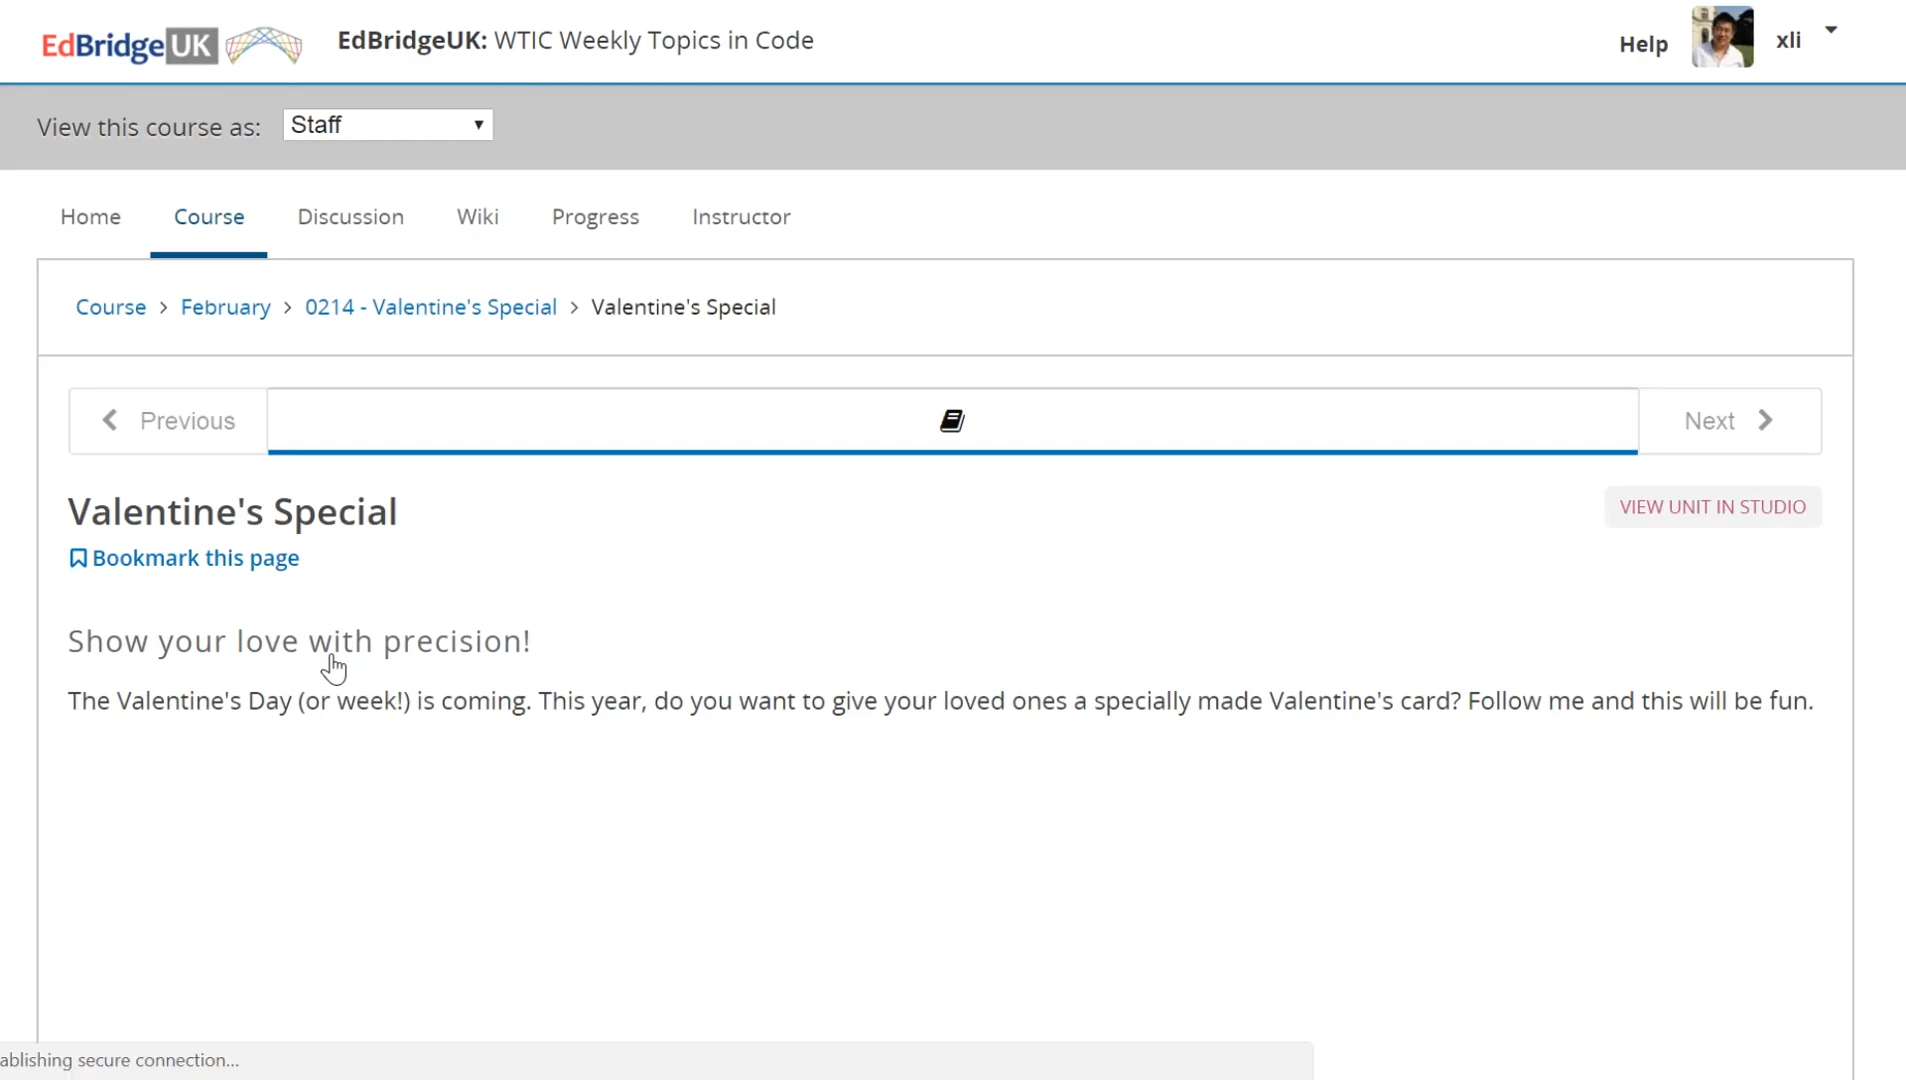 EdBridgeUK EdBridgeUK: WTIC Weekly Topics in Code Help xli
View this course as: Staff
Home Course Discussion Wiki Progress Instructor
Course > February > 0214 - Valentine's Special > Valentine's Special
Previous Next
Valentine's Special VIEW UNIT IN STUDIO
Bookmark this page
Show your love with precision!
The Valentine's Day (or week!) is coming. This year, do you want to give your loved ones a specially made Valentine's card? Follow me and this will be fun.
ablishing secure connection...